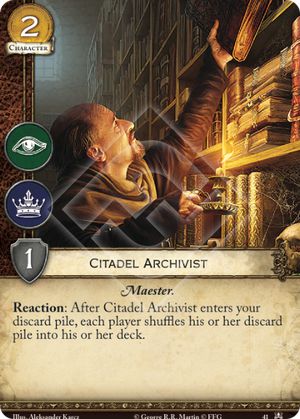 2
CHARACTER
1
CITADEL ARCHIVIST
Maester.
Reaction: After Citadel Archivist enters your
discard pile, each player shuffles his or her discard
pile into his or her deck.
Illus. Aleksander Karcz © George R.R. Martin © FFG 41